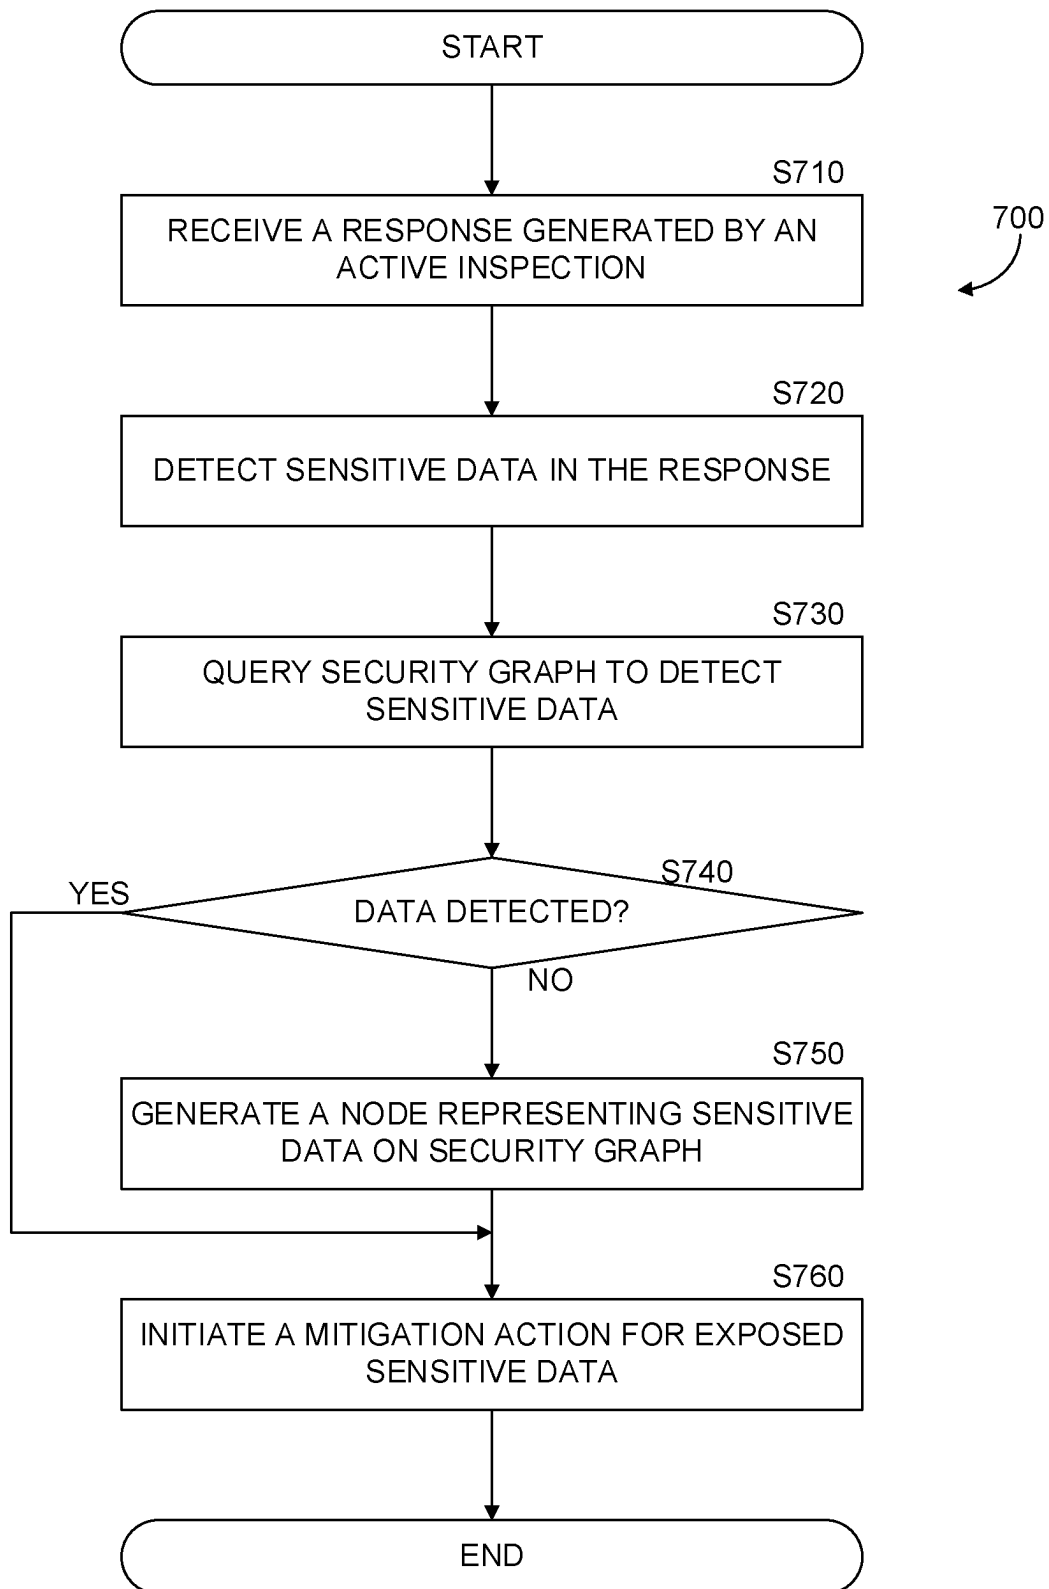 START
S710
RECEIVE A RESPONSE GENERATED BY AN
ACTIVE INSPECTION
700
S720
DETECT SENSITIVE DATA IN THE RESPONSE
S730
QUERY SECURITY GRAPH TO DETECT
SENSITIVE DATA
S740
YES
DATA DETECTED?
NO
S750
GENERATE A NODE REPRESENTING SENSITIVE
DATA ON SECURITY GRAPH
S760
INITIATE A MITIGATION ACTION FOR EXPOSED
SENSITIVE DATA
END